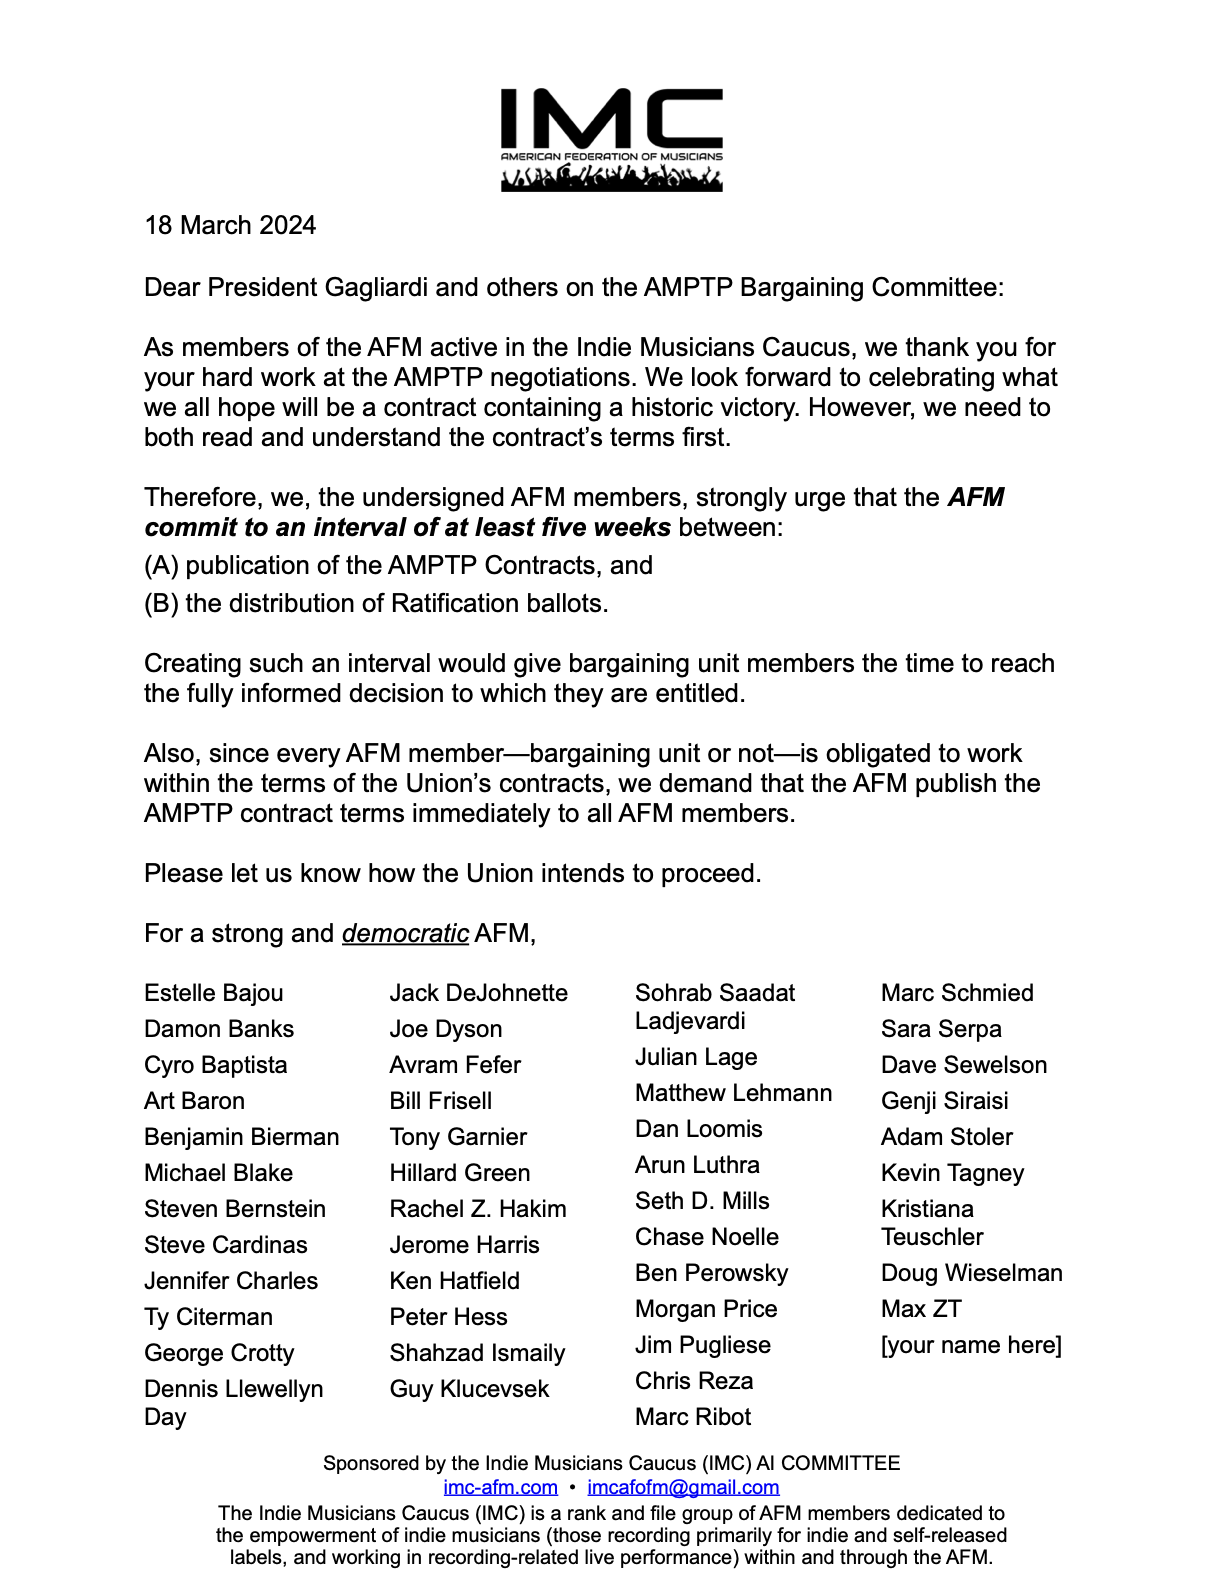 IMC
AMERICAN FEDERATION OF MUSICIANS
18 March 2024
Dear President Gagliardi and others on the AMPTP Bargaining Committee:
As members of the AFM active in the Indie Musicians Caucus, we thank you for
your hard work at the AMPTP negotiations. We look forward to celebrating what
we all hope will be a contract containing a historic victory. However, we need to
both read and understand the contract’s terms first.
Therefore, we, the undersigned AFM members, strongly urge that the AFM
commit to an interval of at least five weeks between:
(A) publication of the AMPTP Contracts, and
(B) the distribution of Ratification ballots.
Creating such an interval would give bargaining unit members the time to reach
the fully informed decision to which they are entitled.
Also, since every AFM member—bargaining unit or not—is obligated to work
within the terms of the Union’s contracts, we demand that the AFM publish the
AMPTP contract terms immediately to all AFM members.
Please let us know how the Union intends to proceed.
For a strong and democratic AFM,
Estelle Bajou
Damon Banks
Cyro Baptista
Art Baron
Benjamin Bierman
Michael Blake
Steven Bernstein
Steve Cardinas
Jennifer Charles
Ty Citerman
George Crotty
Dennis Llewellyn
Day
Jack DeJohnette
Joe Dyson
Avram Fefer
Bill Frisell
Tony Garnier
Hillard Green
Rachel Z. Hakim
Jerome Harris
Ken Hatfield
Peter Hess
Shahzad Ismaily
Guy Klucevsek
Sohrab Saadat
Ladjevardi
Julian Lage
Matthew Lehmann
Dan Loomis
Arun Luthra
Seth D. Mills
Chase Noelle
Ben Perowsky
Morgan Price
Jim Pugliese
Chris Reza
Marc Ribot
Marc Schmied
Sara Serpa
Dave Sewelson
Genji Siraisi
Adam Stoler
Kevin Tagney
Kristiana
Teuschler
Doug Wieselman
Max ZT
[your name here]
Sponsored by the Indie Musicians Caucus (IMC) AI COMMITTEE
imc-afm.com • imcafofm@gmail.com
The Indie Musicians Caucus (IMC) is a rank and file group of AFM members dedicated to
the empowerment of indie musicians (those recording primarily for indie and self-released
labels, and working in recording-related live performance) within and through the AFM.